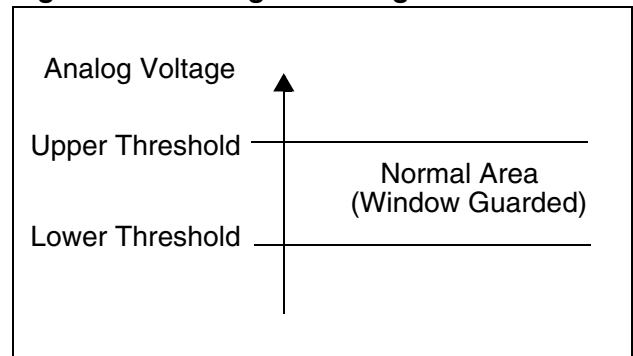 Analog Voltage
Upper Threshold
Normal Area
(Window Guarded)
Lower Threshold